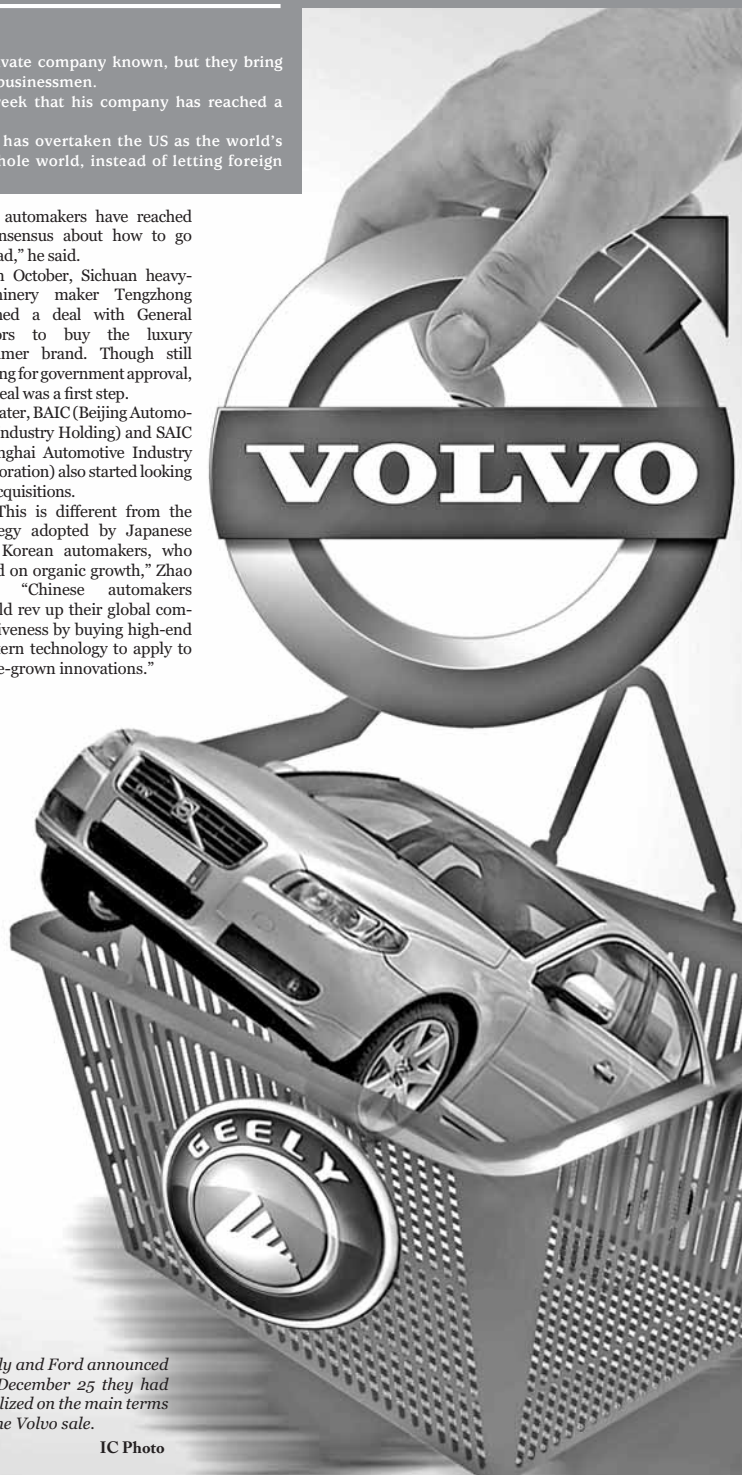 vate company known, but they bring
businessmen.
eek that his company has reached a
has overtaken the US as the world's
hole world, instead of letting foreign
automakers have reached
nsensus about how to go
ad,” he said.
n October, Sichuan heavy-
hinery maker Tengzhong
ned a deal with General
ors to buy the luxury
mer brand. Though still
ng for government approval,
deal was a first step.
ater, BAIC (Beijing Automo-
Industry Holding) and SAIC
nghai Automotive Industry
oration) also started looking
cquisitions.
This is different from the
egy adopted by Japanese
Korean automakers, who
d on organic growth,” Zhao
“Chinese automakers
ld rev up their global com-
iveness by buying high-end
tern technology to apply to
e-grown innovations.”
VOLVO
GEELY
ly and Ford announced
December 25 they had
lized on the main terms
he Volvo sale.
IC Photo